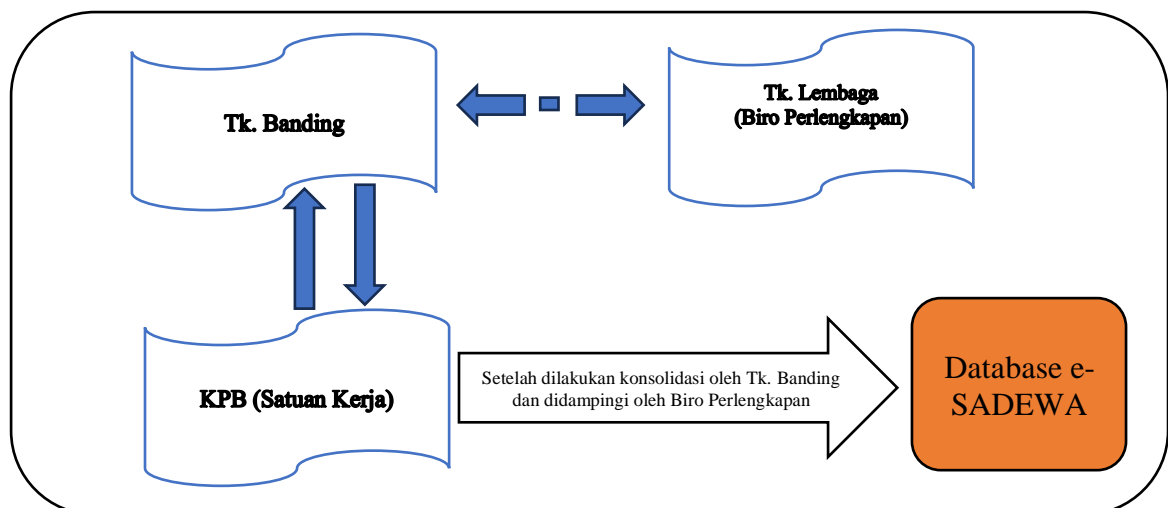 Tk. Banding
Tk. Lembaga
(Biro Perlengkapan)
KPB (Satuan Kerja)
Setelah dilakukan konsolidasi oleh Tk. Banding
dan didampingi oleh Biro Perlengkapan
Database e-
SADEWA